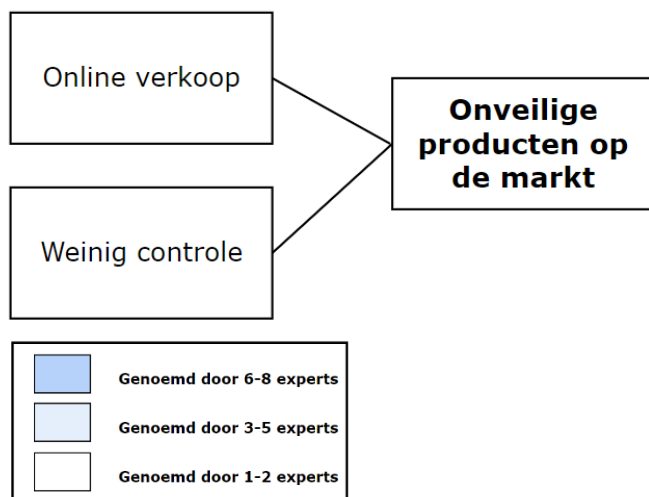 Online verkoop
Onveilige
producten op
de markt
Weinig controle
Genoemd door 6-8 experts
Genoemd door 3-5 experts
Genoemd door 1-2 experts